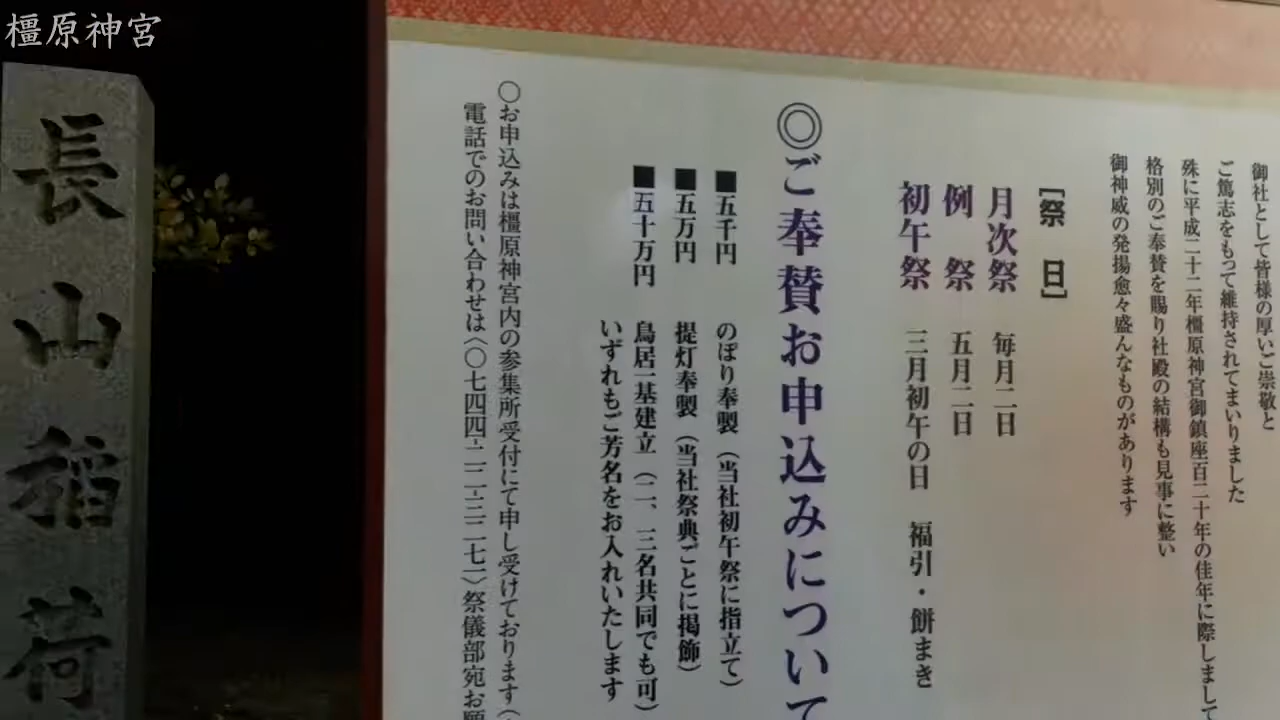 橿原神宮
長山稲荷
御社として皆様の厚いご崇敬と
ご篤志をもって維持されてまいりました
殊に平成二十二年橿原神宮御鎮座百二十年の佳年に際しまして
格別のご奉賛を賜り社殿の結構も見事に整い
御神威の発揚愈々盛んなものがあります
[祭 日]
月次祭 毎月二日
例 祭 五月二日
初午祭 三月初午の日 福引・餅まき
◎ご奉賛お申込みについて
■五千円 のぼり奉製(当社初午祭に指立て)
■五万円 提灯奉製(当社祭典ごとに掲飾)
■五十万円 鳥居一基建立(二、三名共同でも可)
いずれもご芳名をお入れいたします
○お申込みは橿原神宮内の参集所受付にて申し受けております(
電話でのお問い合わせは〈〇七四四-二二-三二七一〉祭儀部宛お願